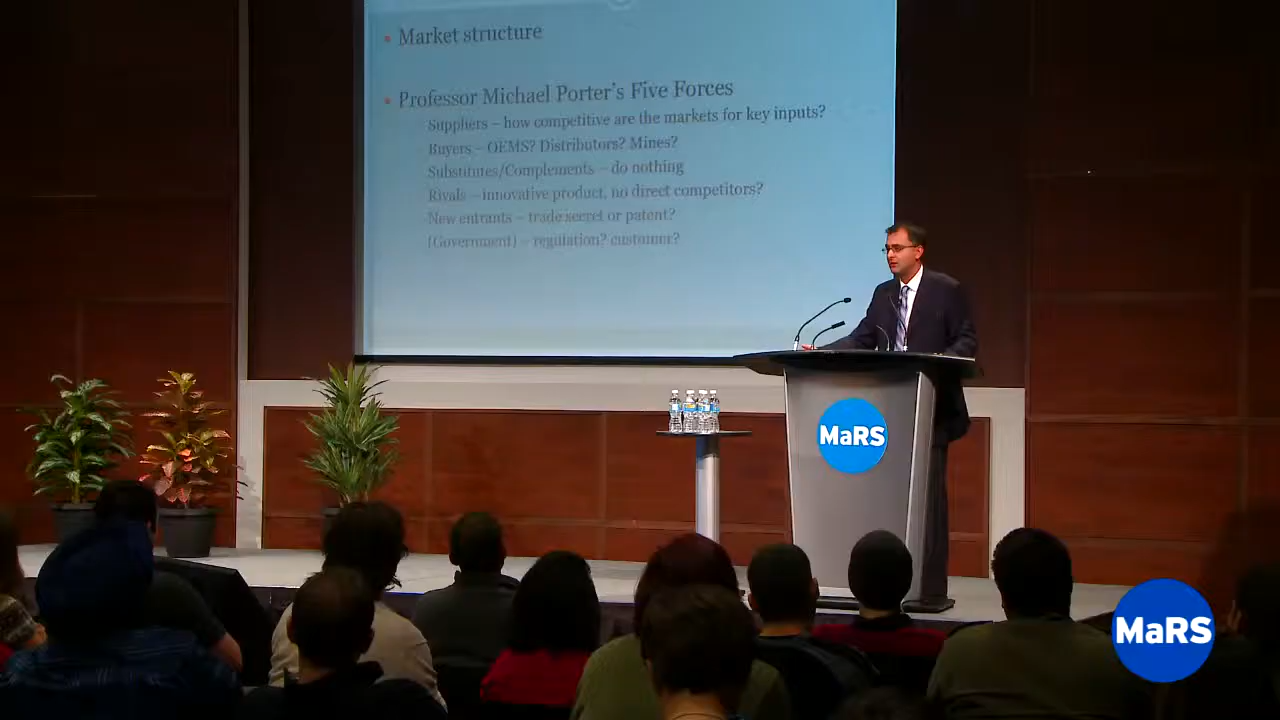 Market structure
Professor Michael Porter's Five Forces
Suppliers – how competitive are the markets for key inputs?
Buyers – OEMS? Distributors? Mines?
Substitutes/Complements – do nothing
Rivals – innovative product, no direct competitors?
New entrants – trade secret or patent?
(Government) – regulation? customer?
MaRS
MaRS